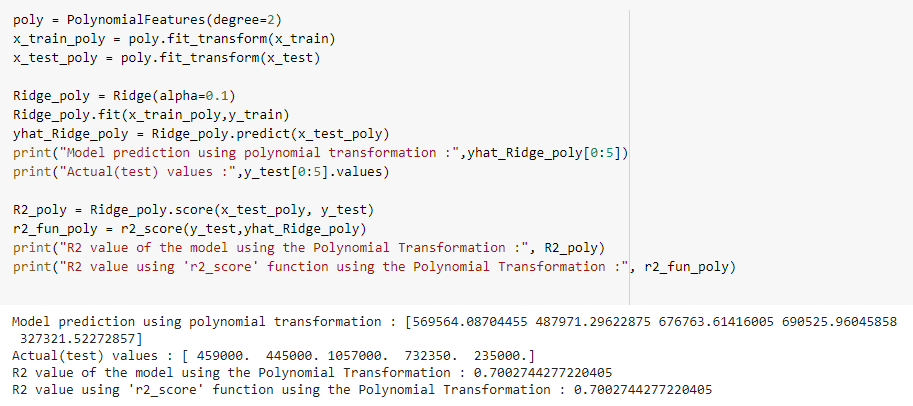 poly = PolynomialFeatures(degree=2)
x_train_poly = poly.fit_transform(x_train)
x_test_poly = poly.fit_transform(x_test)
Ridge_poly = Ridge(alpha=0.1)
Ridge_poly.fit(x_train_poly,y_train)
yhat_Ridge_poly = Ridge_poly.predict(x_test_poly)
print("Model prediction using polynomial transformation :",yhat_Ridge_poly[0:5])
print("Actual(test) values :",y_test[0:5].values)
R2_poly = Ridge_poly.score(x_test_poly, y_test)
r2_fun_poly = r2_score(y_test,yhat_Ridge_poly)
print("R2 value of the model using the Polynomial Transformation :", R2_poly)
print("R2 value using 'r2_score' function using the Polynomial Transformation :", r2_fun_poly)
Model prediction using polynomial transformation : [569564.08704455 487971.29622875 676763.61416005 690525.96045858
327321.52272857]
Actual(test) values : [ 459000.  445000. 1057000.  732350.  235000.]
R2 value of the model using the Polynomial Transformation : 0.7002744277220405
R2 value using 'r2_score' function using the Polynomial Transformation : 0.7002744277220405